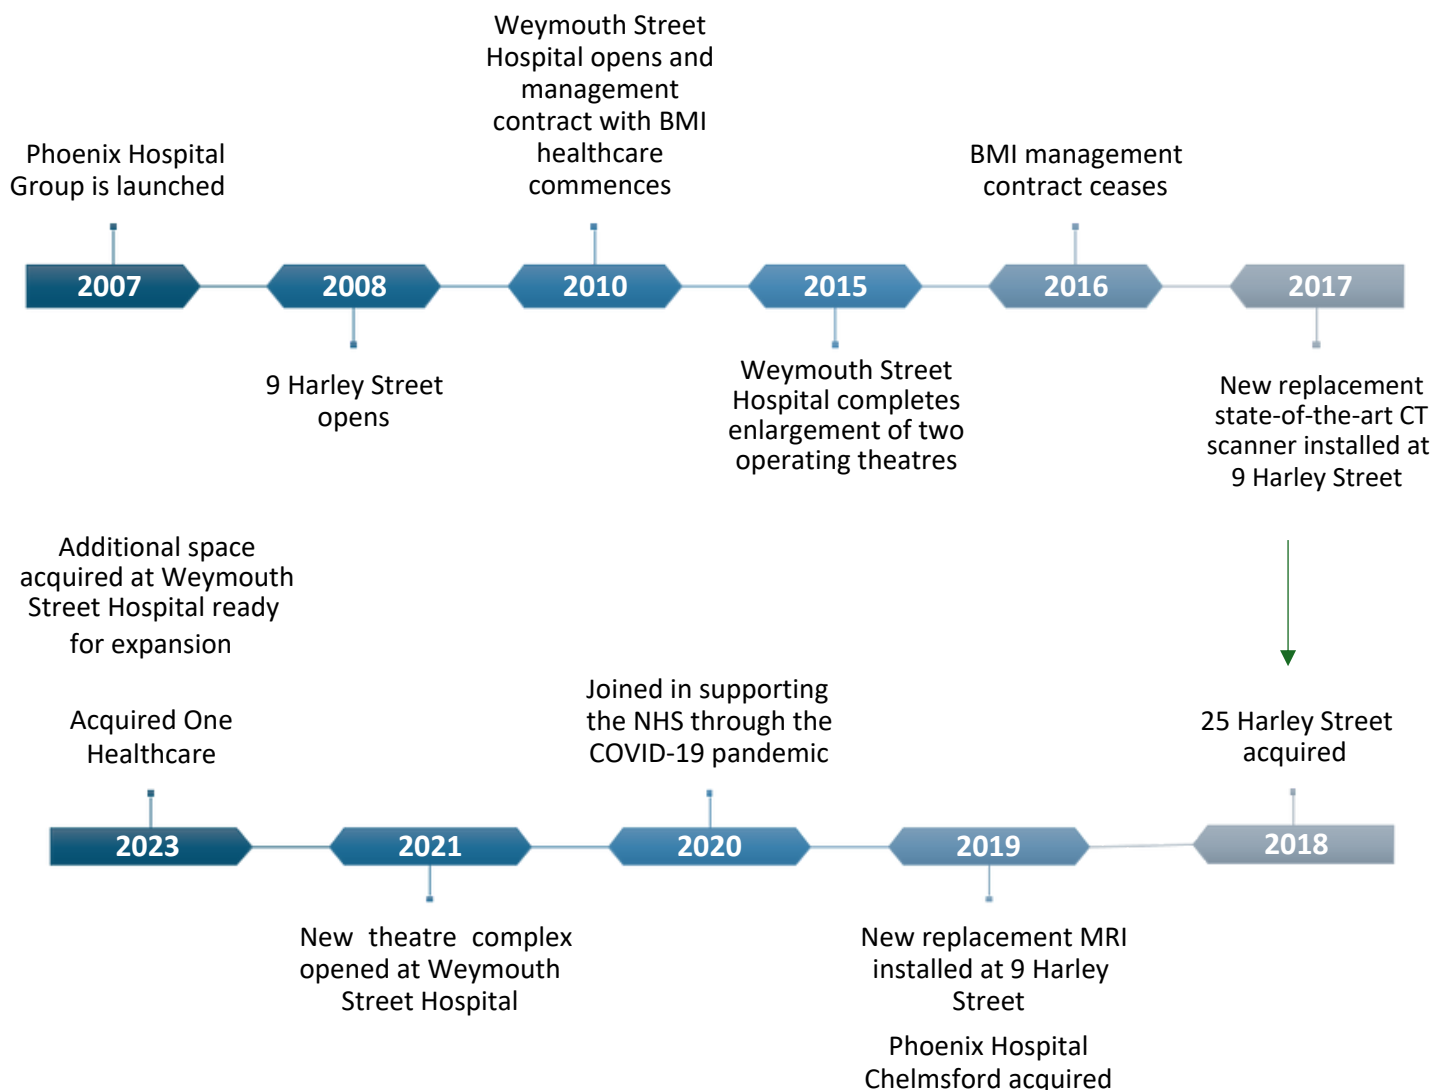 Phoenix Hospital
Group is launched
Weymouth Street
Hospital opens and
management
contract with BMI
healthcare
commences
BMI management
contract ceases
2007
2008
2010
2015
2016
2017
9 Harley Street
opens
Weymouth Street
Hospital completes
enlargement of two
operating theatres
New replacement
state-of-the-art CT
scanner installed at
9 Harley Street
Additional space
acquired at Weymouth
Street Hospital ready
for expansion
Acquired One
Healthcare
Joined in supporting
the NHS through the
COVID-19 pandemic
25 Harley Street
acquired
2023
2021
2020
2019
2018
New theatre complex
opened at Weymouth
Street Hospital
New replacement MRI
installed at 9 Harley
Street
Phoenix Hospital
Chelmsford acquired